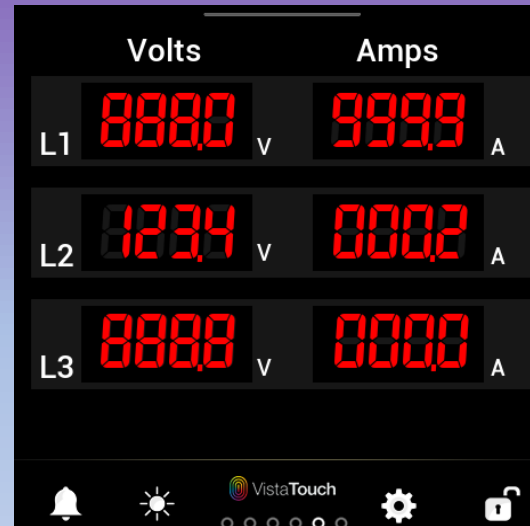 Volts Amps
L1 888.0 V 999.9 A
L2 123.4 V 000.2 A
L3 888.8 V 000.0 A
VistaTouch